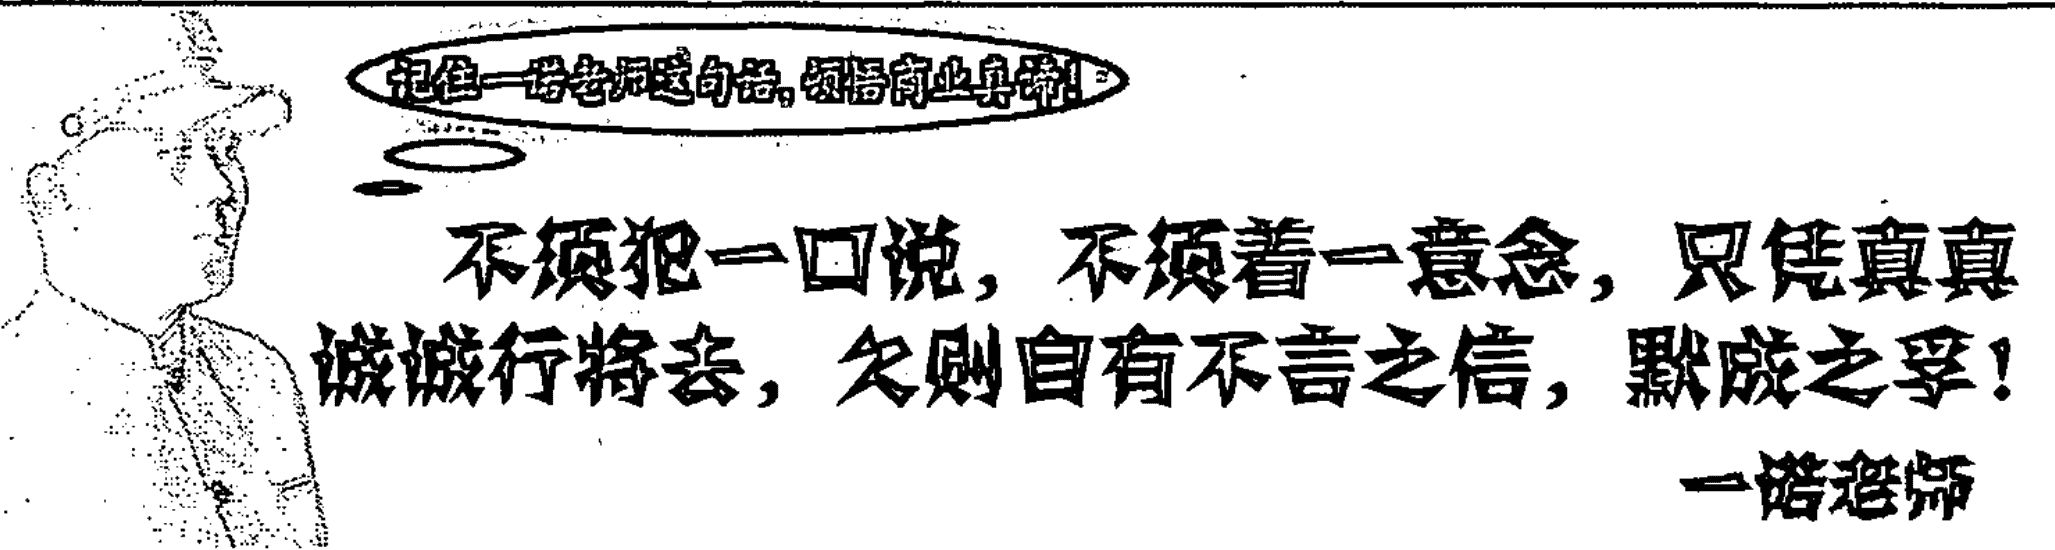 记住一诺老师这句话,领悟商业真谛!
不须犯一口说，不须着一意念，只凭真真
诚诚行将去，久则自有不言之信，默成之孚！
一诺老师